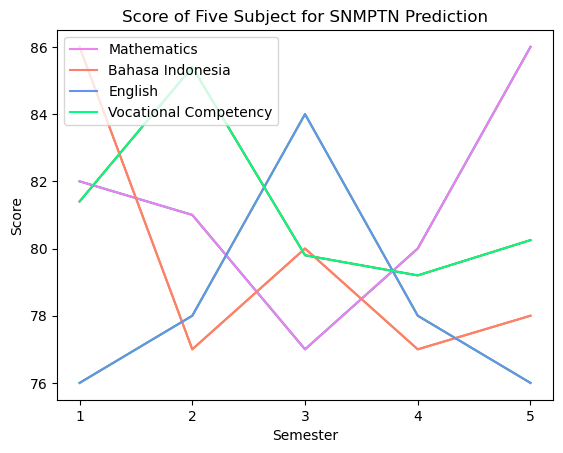 Score of Five Subject for SNMPTN Prediction
Mathematics
Bahasa Indonesia
English
Vocational Competency
86
84
82
80
78
76
Score
1 2 3 4 5
Semester